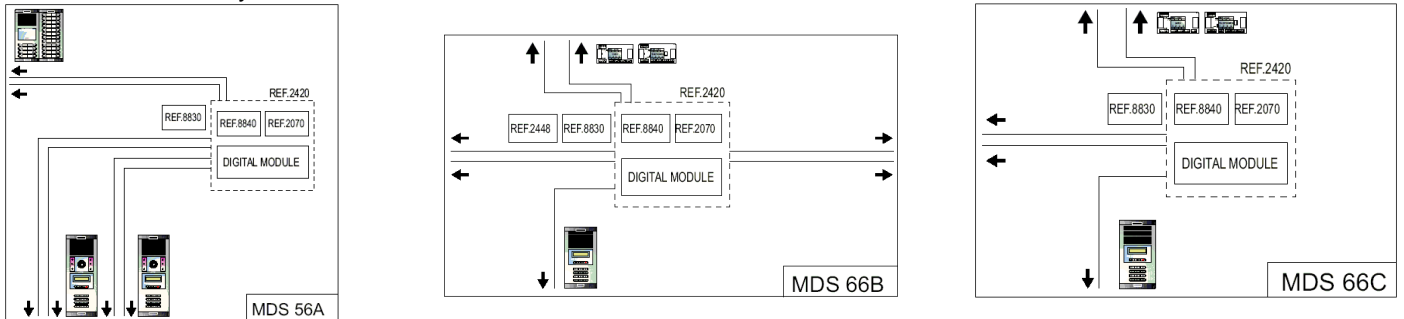 REF.2420
REF.8830
REF.8840
REF.2070
DIGITAL MODULE
MDS 56A
REF.2420
REF.2448
REF.8830
REF.8840
REF.2070
DIGITAL MODULE
MDS 66B
REF.2420
REF.8830
REF.8840
REF.2070
DIGITAL MODULE
MDS 66C